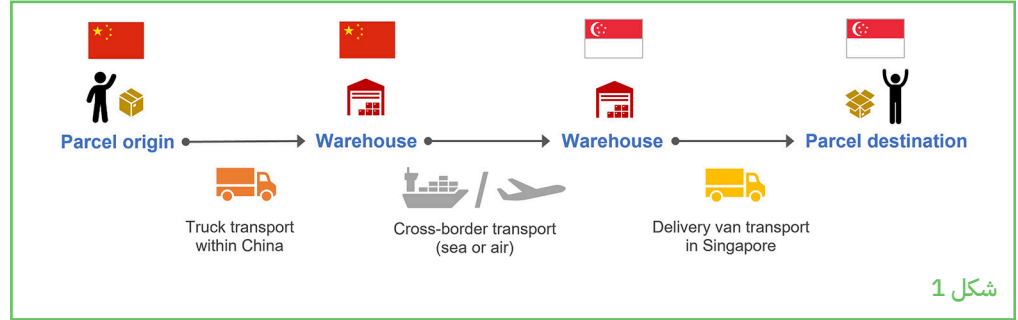 Parcel origin
Warehouse
Warehouse
Parcel destination
Truck transport
within China
Cross-border transport
(sea or air)
Delivery van transport
in Singapore
شكل 1